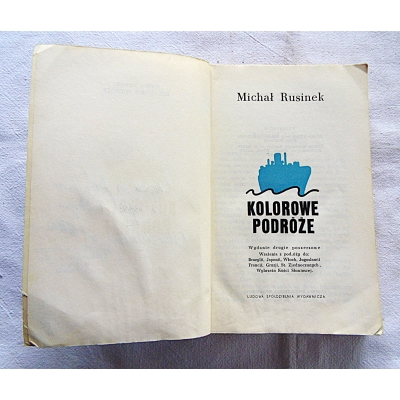 Michał Rusinek
KOLOROWE
PODRÓŻE
Wydanie drugie poszerzone
Wrażenia z podróży do:
Brazylii, Japonii, Włoch, Jugosławii
Francji, Grecji, St. Zjednoczonych,
Wybrzeża Kości Słoniowej.
LUDOWA SPÓŁDZIELNIA WYDAWNICZA